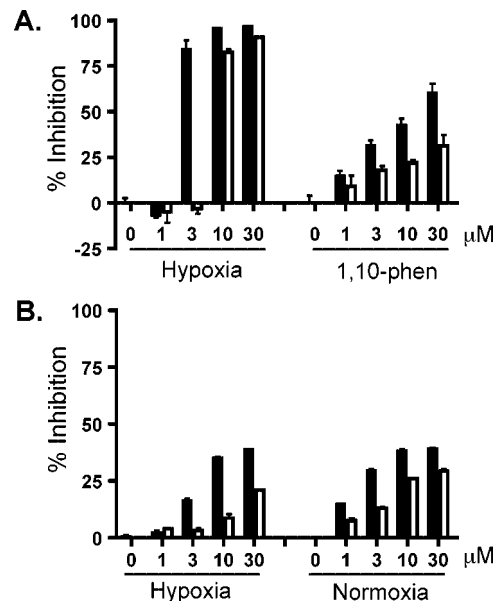 A.
% Inhibition
100
75
50
25
0
-25
0 1 3 10 30 0 1 3 10 30 μM
Hypoxia 1,10-phen
B.
% Inhibition
100
75
50
25
0
0 1 3 10 30 0 1 3 10 30 μM
Hypoxia Normoxia